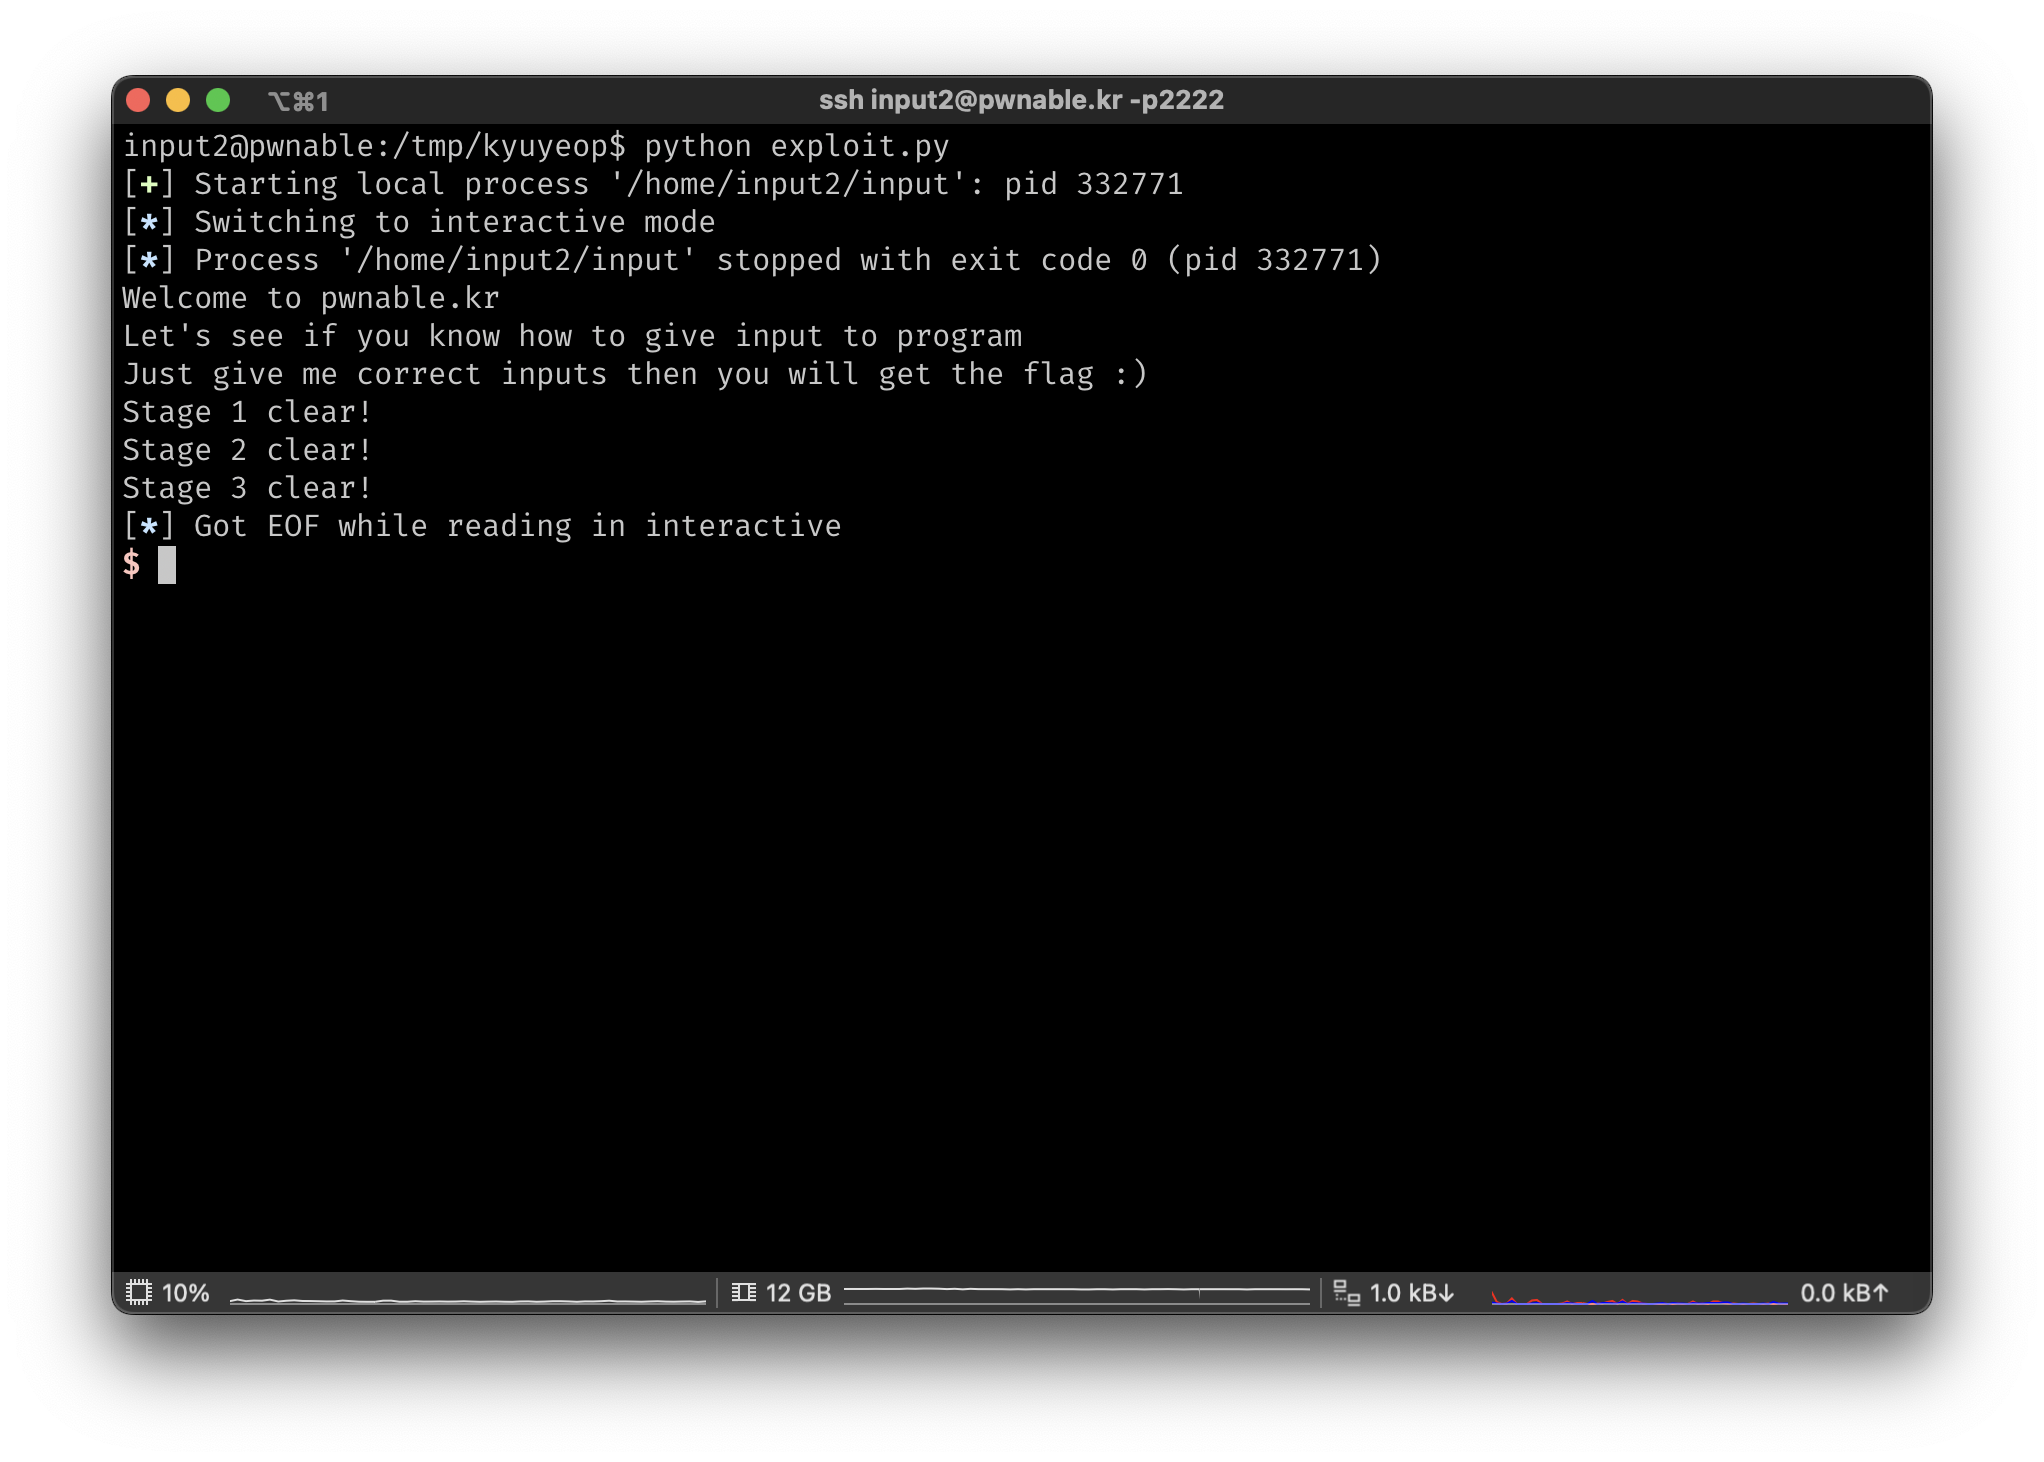 ⌥⌘1 ssh input2@pwnable.kr -p2222
input2@pwnable:/tmp/kyuyeop$ python exploit.py
[+] Starting local process '/home/input2/input': pid 332771
[*] Switching to interactive mode
[*] Process '/home/input2/input' stopped with exit code 0 (pid 332771)
Welcome to pwnable.kr
Let's see if you know how to give input to program
Just give me correct inputs then you will get the flag :)
Stage 1 clear!
Stage 2 clear!
Stage 3 clear!
[*] Got EOF while reading in interactive
$
10% 12 GB 1.0 kB↓ 0.0 kB↑